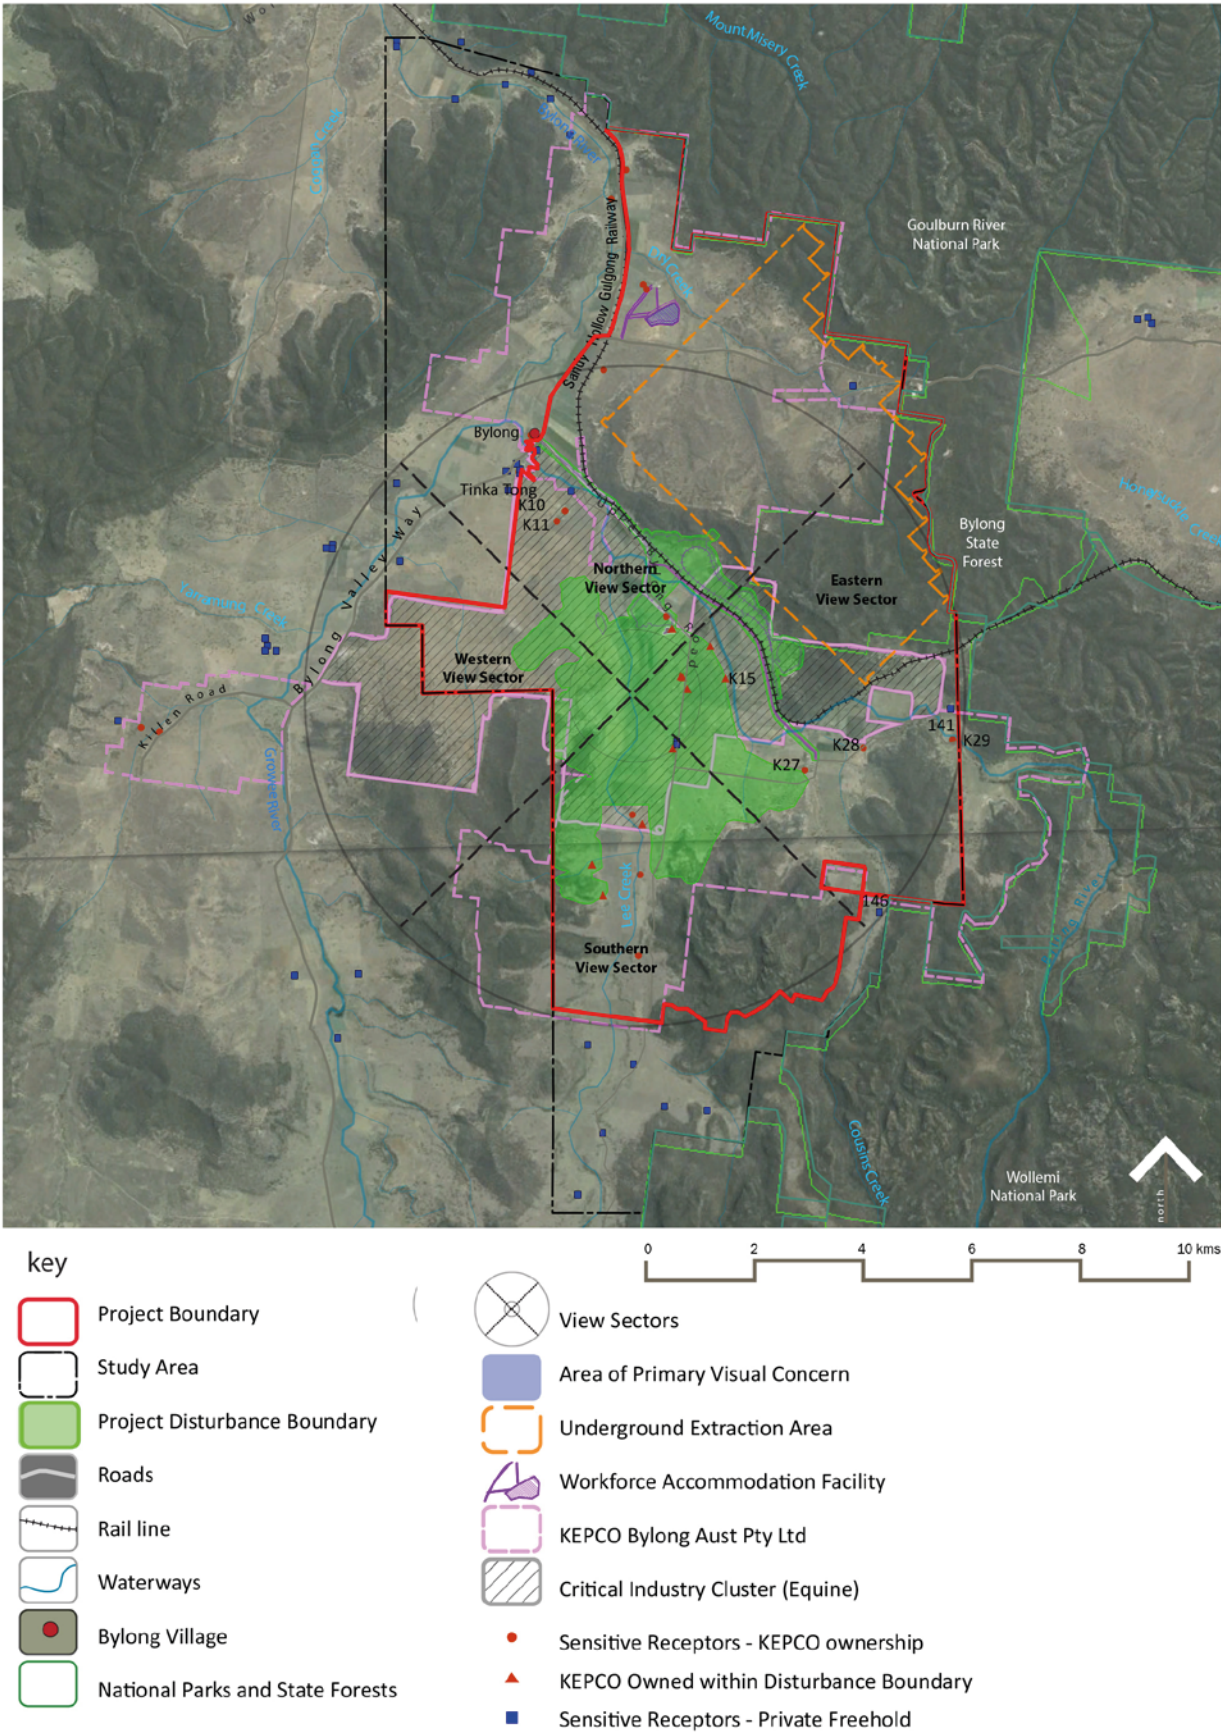 Mount Misery Creek
Bylong River
Goulburn River
National Park
Sandy Hollow Gulgong Railway
Bylong
Tinka Tong
K10
K11
Bylong
State
Forest
Northern
View Sector
Eastern
View Sector
Bylong Valley Way
Western
View Sector
K15
Killen Road
141
K28
K29
K27
Growee River
Lee Creek
146
Southern
View Sector
Cousins Creek
Wollemi
National Park
north
0 2 4 6 8 10 kms
key
Project Boundary
Study Area
Project Disturbance Boundary
Roads
Rail line
Waterways
Bylong Village
National Parks and State Forests
View Sectors
Area of Primary Visual Concern
Underground Extraction Area
Workforce Accommodation Facility
KEPCO Bylong Aust Pty Ltd
Critical Industry Cluster (Equine)
Sensitive Receptors - KEPCO ownership
KEPCO Owned within Disturbance Boundary
Sensitive Receptors - Private Freehold